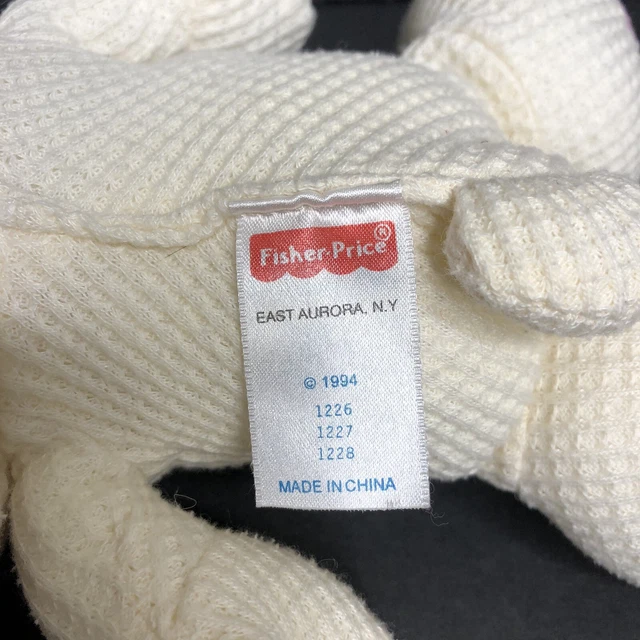 Fisher-Price®
EAST AURORA, N.Y
© 1994
1226
1227
1228
MADE IN CHINA